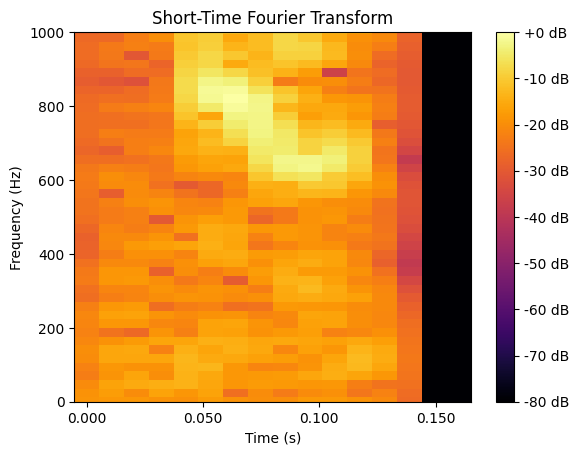 Short-Time Fourier Transform
Frequency (Hz)
1000
800
600
400
200
0
0.000
0.050
0.100
0.150
Time (s)
+0 dB
-10 dB
-20 dB
-30 dB
-40 dB
-50 dB
-60 dB
-70 dB
-80 dB